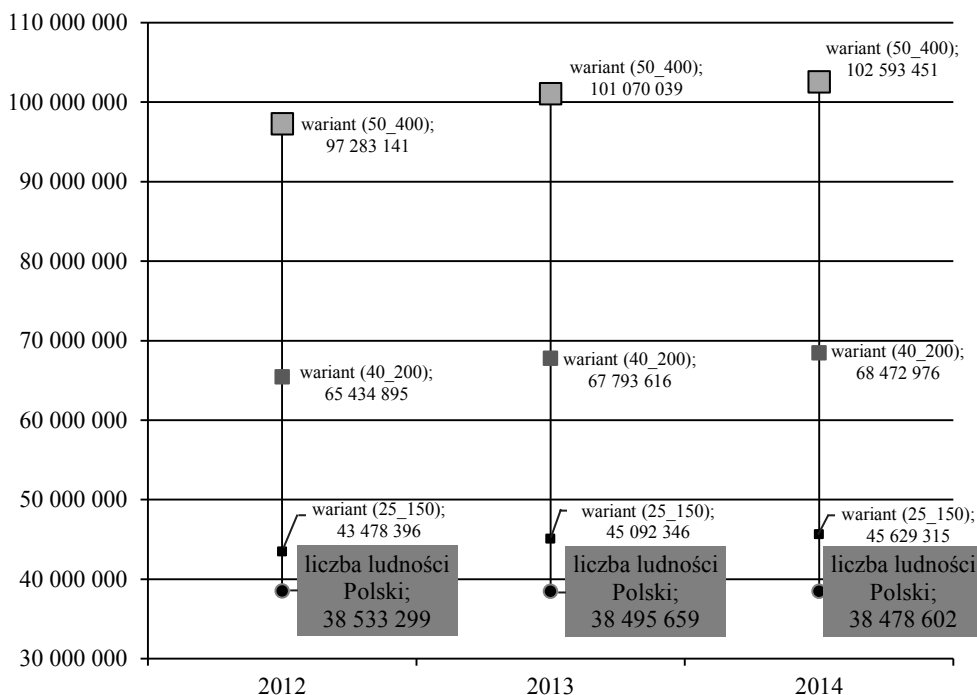 110 000 000
100 000 000
90 000 000
80 000 000
70 000 000
60 000 000
50 000 000
40 000 000
30 000 000
wariant (50_400);
97 283 141
wariant (50_400);
101 070 039
wariant (50_400);
102 593 451
wariant (40_200);
65 434 895
wariant (40_200);
67 793 616
wariant (40_200);
68 472 976
wariant (25_150);
43 478 396
wariant (25_150);
45 092 346
wariant (25_150);
45 629 315
liczba ludności
Polski;
38 533 299
liczba ludności
Polski;
38 495 659
liczba ludności
Polski;
38 478 602
2012
2013
2014